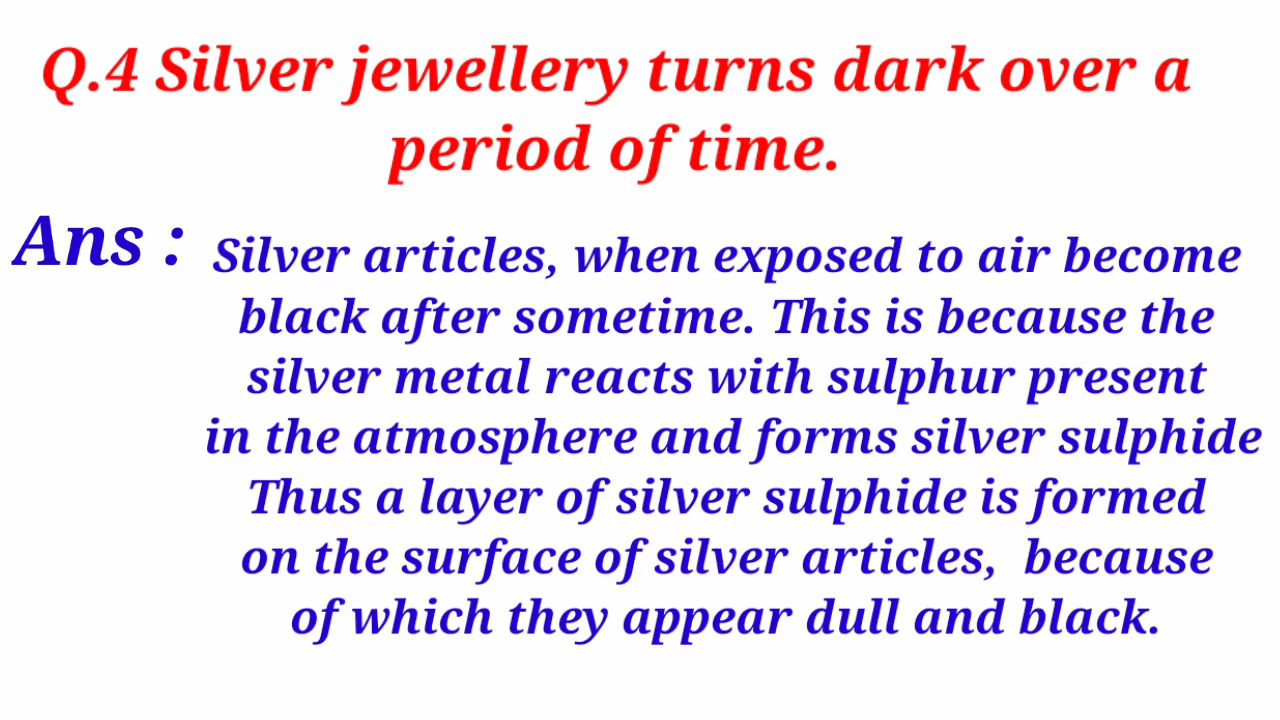 Q.4 Silver jewellery turns dark over a
period of time.
Ans :
Silver articles, when exposed to air become
black after sometime. This is because the
silver metal reacts with sulphur present
in the atmosphere and forms silver sulphide
Thus a layer of silver sulphide is formed
on the surface of silver articles, because
of which they appear dull and black.